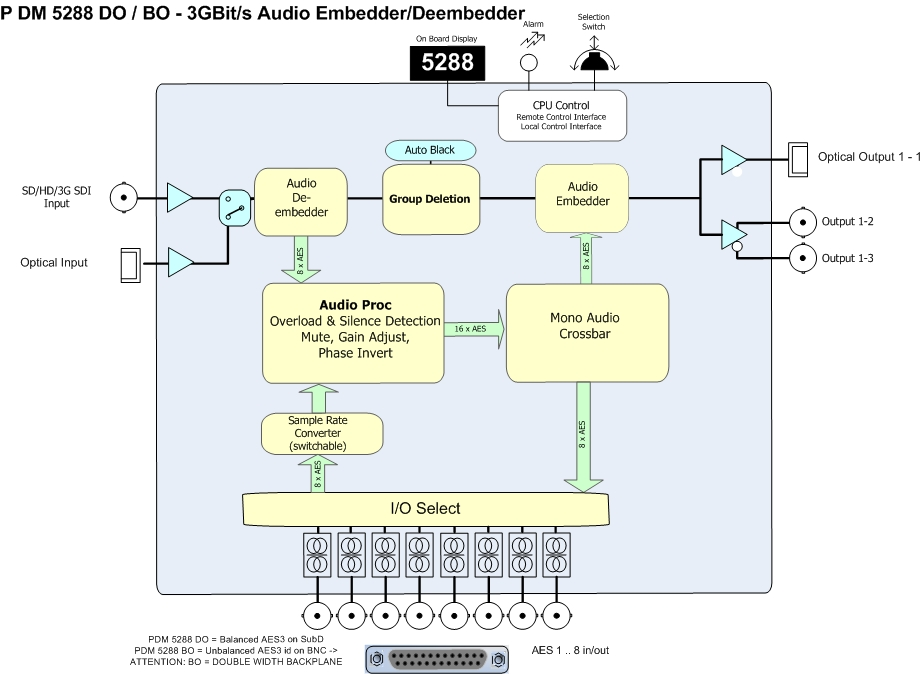 P DM 5288 DO / BO - 3GBit/s Audio Embedder/Deembedder
On Board Display
5288
Alarm
Selection
Switch
CPU Control
Remote Control Interface
Local Control Interface
Auto Black
SD/HD/3G SDI
Input
Audio
De-
embedder
Group Deletion
Audio
Embedder
Optical Output 1 - 1
Output 1-2
Output 1-3
Optical Input
8 x AES
8 x AES
Audio Proc
Overload & Silence Detection
Mute, Gain Adjust,
Phase Invert
16 x AES
Mono Audio
Crossbar
Sample Rate
Converter
(switchable)
8 x AES
8 x AES
I/O Select
PDM 5288 DO = Balanced AES3 on SubD
PDM 5288 BO = Unbalanced AES3 id on BNC ->
ATTENTION: BO = DOUBLE WIDTH BACKPLANE
AES 1 .. 8 in/out